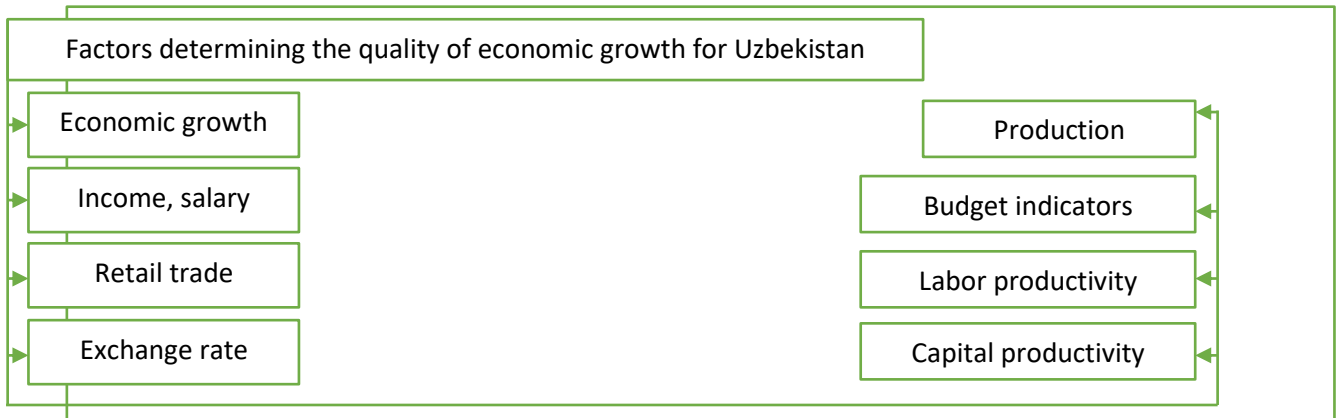 Factors determining the quality of economic growth for Uzbekistan
Economic growth
Income, salary
Retail trade
Exchange rate
Production
Budget indicators
Labor productivity
Capital productivity